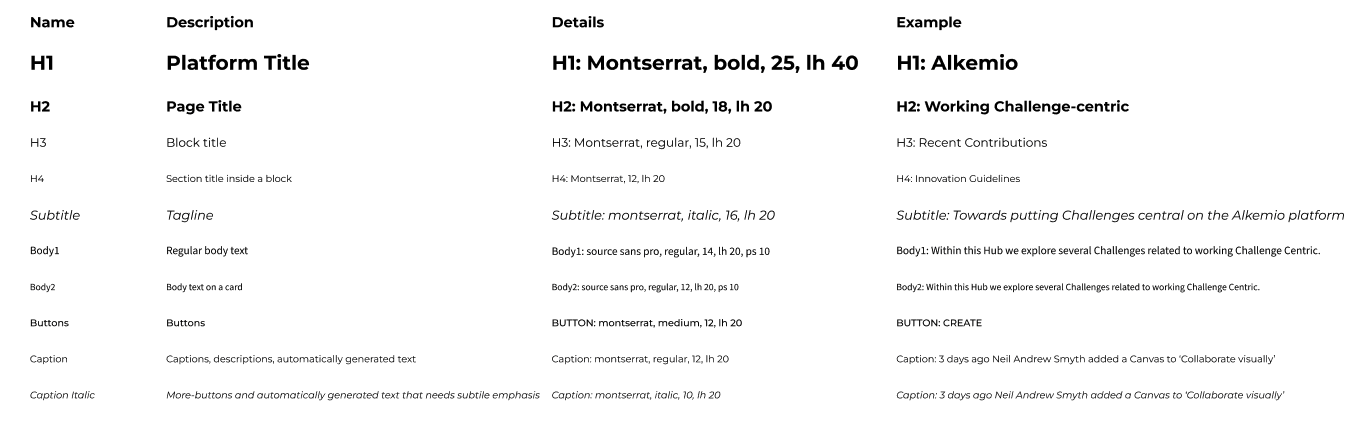 Name Description Details Example
H1 Platform Title H1: Montserrat, bold, 25, lh 40 H1: Alkemio
H2 Page Title H2: Montserrat, bold, 18, lh 20 H2: Working Challenge-centric
H3 Block title H3: Montserrat, regular, 15, lh 20 H3: Recent Contributions
H4 Section title inside a block H4: Montserrat, 12, lh 20 H4: Innovation Guidelines
Subtitle Tagline Subtitle: montserrat, italic, 16, lh 20 Subtitle: Towards putting Challenges central on the Alkemio platform
Body1 Regular body text Body1: source sans pro, regular, 14, lh 20, ps 10 Body1: Within this Hub we explore several Challenges related to working Challenge Centric.
Body2 Body text on a card Body2: source sans pro, regular, 12, lh 20, ps 10 Body2: Within this Hub we explore several Challenges related to working Challenge Centric.
Buttons Buttons BUTTON: montserrat, medium, 12, lh 20 BUTTON: CREATE
Caption Captions, descriptions, automatically generated text Caption: montserrat, regular, 12, lh 20 Caption: 3 days ago Neil Andrew Smyth added a Canvas to ‘Collaborate visually’
Caption Italic More-buttons and automatically generated text that needs subtile emphasis Caption: montserrat, italic, 10, lh 20 Caption: 3 days ago Neil Andrew Smyth added a Canvas to ‘Collaborate visually’